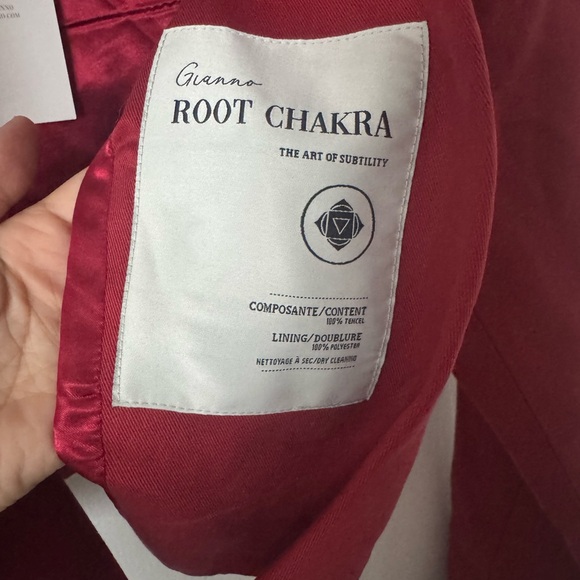 Gianno
ROOT CHAKRA
THE ART OF SUBTILITY
COMPOSANTE/CONTENT
100% TENCEL
LINING/DOUBLURE
100% POLYESTER
NETTOYAGE À SEC/DRY CLEANING